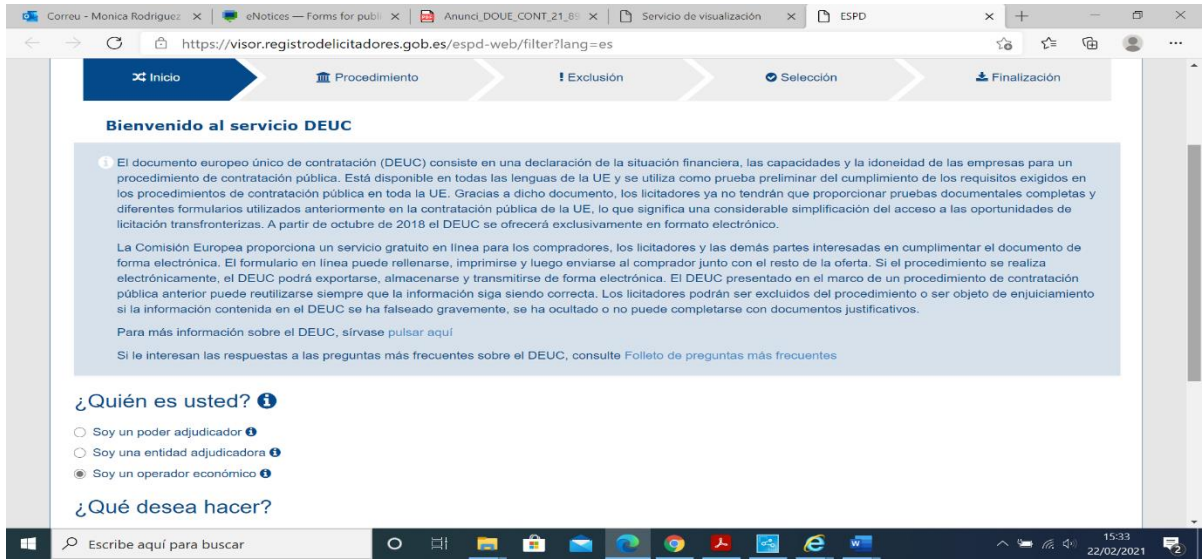 Correu - Monica Rodriguez
eNotices — Forms for publi
Anunci_DOUE_CONT_21_89
Servicio de visualización
ESPD
https://visor.registrodelicitadores.gob.es/espd-web/filter?lang=es
Inicio
Procedimiento
Exclusión
Selección
Finalización
Bienvenido al servicio DEUC
El documento europeo único de contratación (DEUC) consiste en una declaración de la situación financiera, las capacidades y la idoneidad de las empresas para un
procedimiento de contratación pública. Está disponible en todas las lenguas de la UE y se utiliza como prueba preliminar del cumplimiento de los requisitos exigidos en
los procedimientos de contratación pública en toda la UE. Gracias a dicho documento, los licitadores ya no tendrán que proporcionar pruebas documentales completas y
diferentes formularios utilizados anteriormente en la contratación pública de la UE, lo que significa una considerable simplificación del acceso a las oportunidades de
licitación transfronterizas. A partir de octubre de 2018 el DEUC se ofrecerá exclusivamente en formato electrónico.
La Comisión Europea proporciona un servicio gratuito en línea para los compradores, los licitadores y las demás partes interesadas en cumplimentar el documento de
forma electrónica. El formulario en línea puede rellenarse, imprimirse y luego enviarse al comprador junto con el resto de la oferta. Si el procedimiento se realiza
electrónicamente, el DEUC podrá exportarse, almacenarse y transmitirse de forma electrónica. El DEUC presentado en el marco de un procedimiento de contratación
pública anterior puede reutilizarse siempre que la información siga siendo correcta. Los licitadores podrán ser excluidos del procedimiento o ser objeto de enjuiciamiento
si la información contenida en el DEUC se ha falseado gravemente, se ha ocultado o no puede completarse con documentos justificativos.
Para más información sobre el DEUC, sírvase pulsar aquí
Si le interesan las respuestas a las preguntas más frecuentes sobre el DEUC, consulte Folleto de preguntas más frecuentes
¿Quién es usted?
Soy un poder adjudicador
Soy una entidad adjudicadora
Soy un operador económico
¿Qué desea hacer?
Escribe aquí para buscar
15:33
22/02/2021